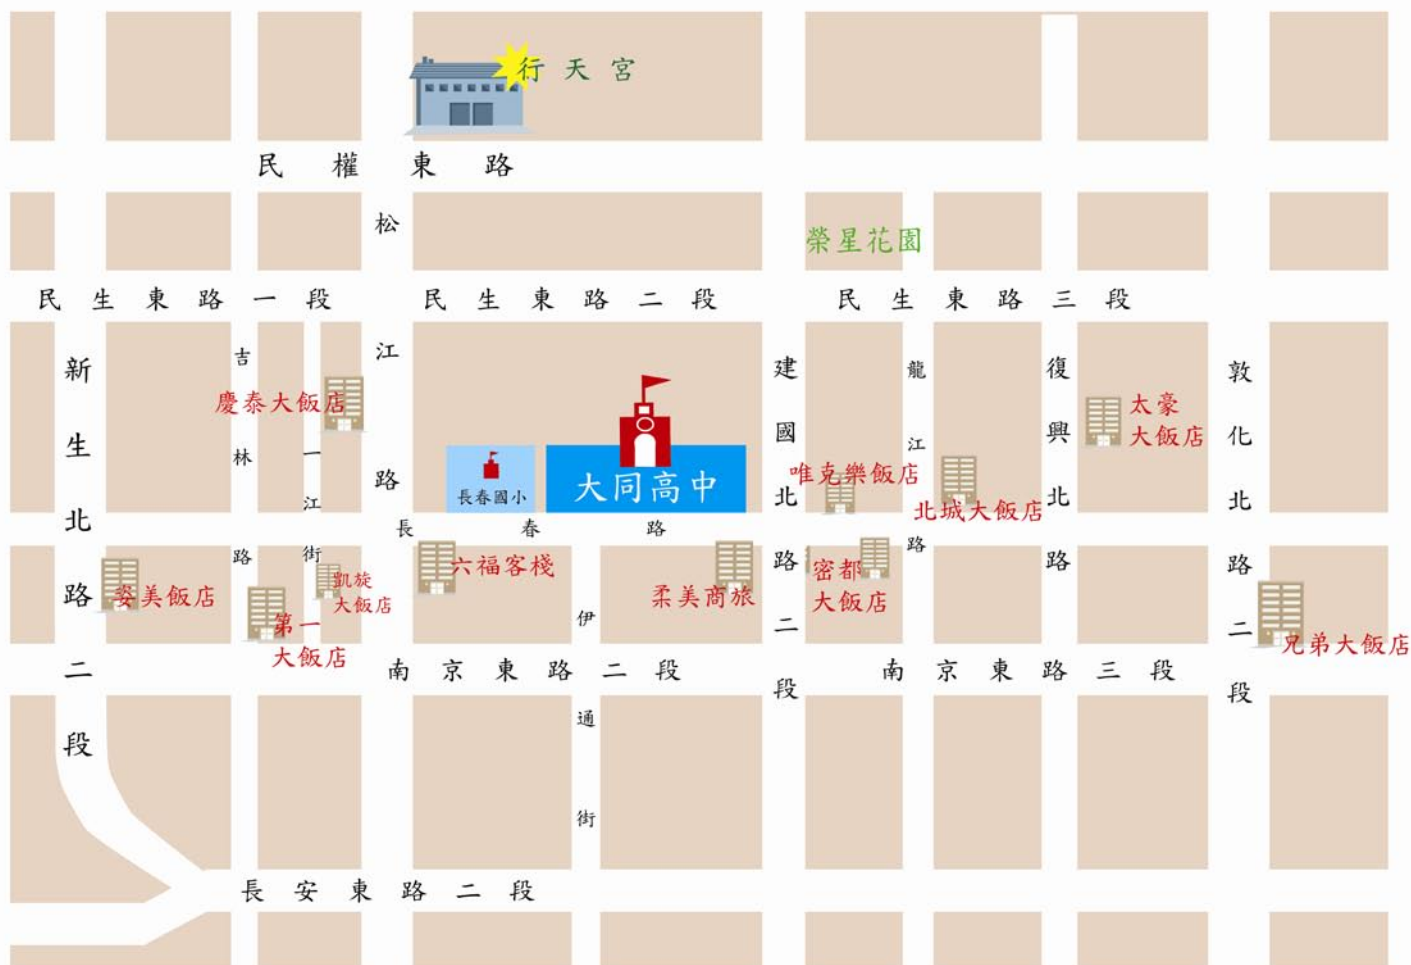 行天宮
民權東路
榮星花園
民生東路一段
民生東路二段
民生東路三段
新生北路二段
吉林路
一江街
松江路
建國北路二段
龍江路
復興北路
敦化北路二段
慶泰大飯店
太豪
大飯店
長春國小
大同高中
唯克樂飯店
北城大飯店
長春路
姿美飯店
第一
大飯店
凱旋
大飯店
六福客棧
柔美商旅
密都
大飯店
兄弟大飯店
伊通街
南京東路二段
南京東路三段
長安東路二段